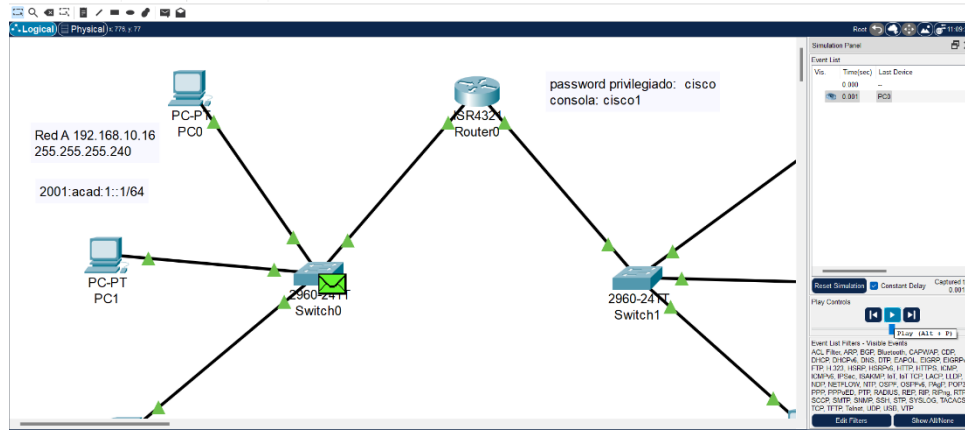 Logical
Physical x: 779, y: 77
Root
11:09:
PC-PT
PC0
Red A 192.168.10.16
255.255.255.240
2001:acad:1::1/64
PC-PT
PC1
ISR4321
Router0
password privilegiado: cisco
consola: cisco1
2960-24TT
Switch0
2960-24TT
Switch1
Simulation Panel
Event List
Vis. Time(sec) Last Device
0.000 --
0.001 PC0
Reset Simulation Constant Delay Captured t
0.001
Play Controls
Play (Alt + P)
Event List Filters - Visible Events
ACL Filter, ARP, BGP, Bluetooth, CAPWAP, CDP,
DHCP, DHCPv6, DNS, DTP, EAPOL, EIGRP, EIGRPv
FTP, H.323, HSRP, HSRPv6, HTTP, HTTPS, ICMP,
ICMPv6, IPSec, ISAKMP, IoT, IoT TCP, LACP, LLDP,
NDP, NETFLOW, NTP, OSPF, OSPFv6, PAgP, POP3
PPP, PPPoED, PTP, RADIUS, REP, RIP, RIPng, RTP
SCCP, SMTP, SNMP, SSH, STP, SYSLOG, TACACS
TCP, TFTP, Telnet, UDP, USB, VTP
Edit Filters Show All/None